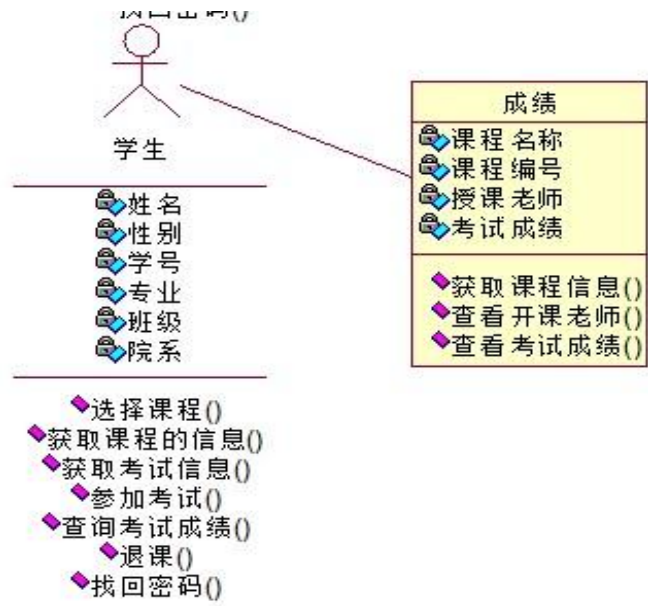 找回密码()
学生
姓名
性别
学号
专业
班级
院系
选择课程()
获取课程的信息()
获取考试信息()
参加考试()
查询考试成绩()
退课()
找回密码()
成绩
课程名称
课程编号
授课老师
考试成绩
获取课程信息()
查看开课老师()
查看考试成绩()